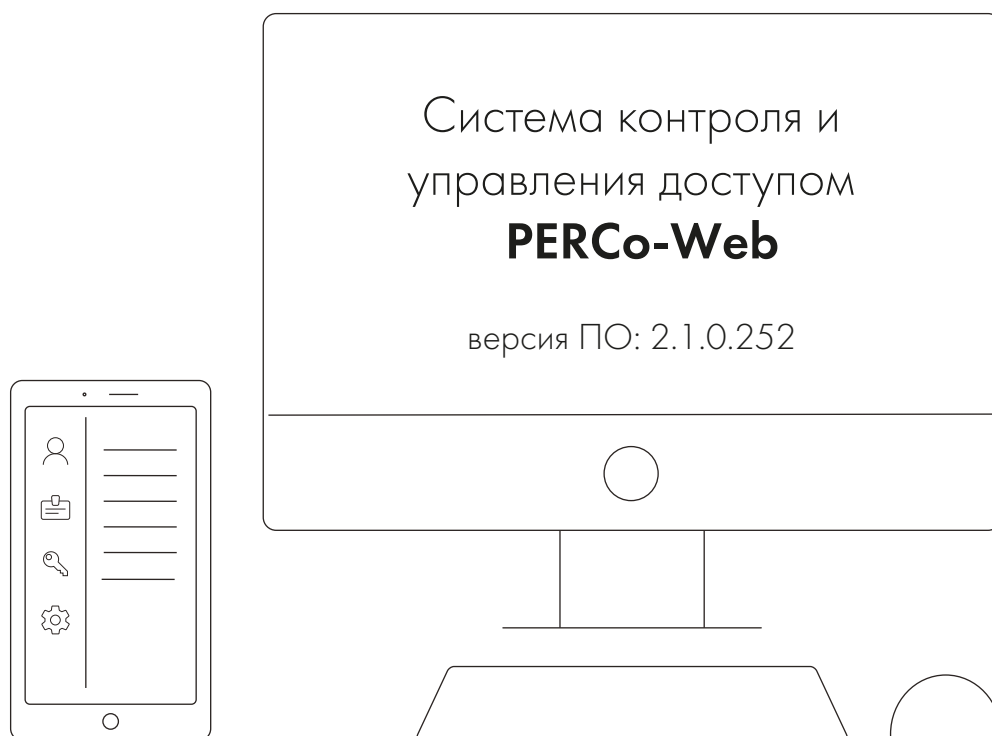 Система контроля и
управления доступом
PERCo-Web
версия ПО: 2.1.0.252